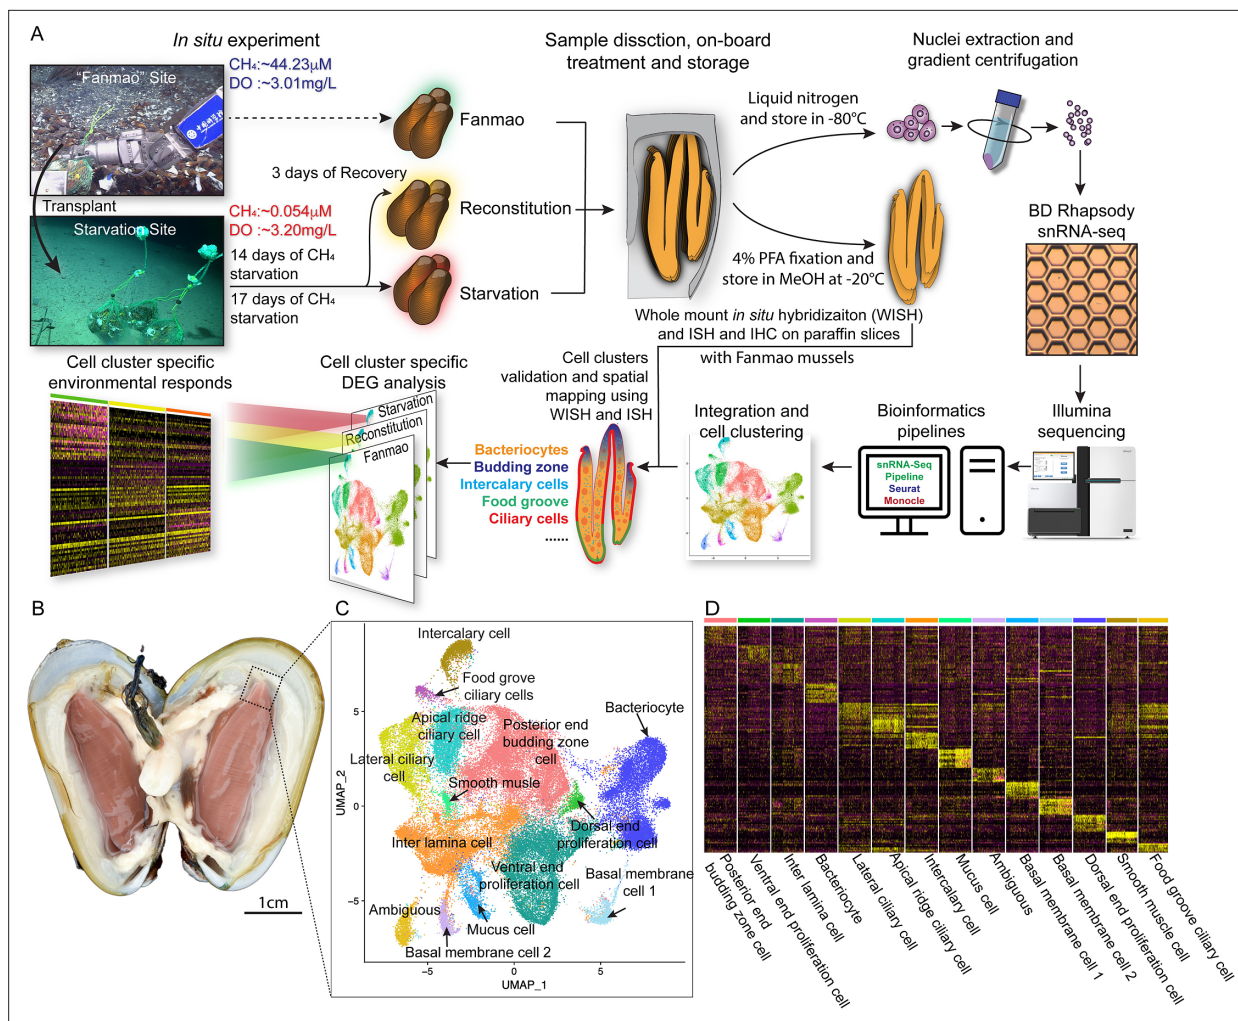 A
In situ experiment
Sample dissction, on-board
treatment and storage
Nuclei extraction and
gradient centrifugation
"Fanmao" Site
CH₄:~44.23μM
DO :~3.01mg/L
中国科学院
Fanmao
Liquid nitrogen
and store in -80°C
3 days of Recovery
Transplant
Starvation Site
CH₄:~0.054μM
DO :~3.20mg/L
Reconstitution
14 days of CH₄
starvation
17 days of CH₄
starvation
Starvation
4% PFA fixation and
store in MeOH at -20°C
BD Rhapsody
snRNA-seq
Whole mount in situ hybridizaiton (WISH)
and ISH and IHC on paraffin slices
with Fanmao mussels
Cell cluster specific
environmental responds
Cell cluster specific
DEG analysis
Starvation
Reconstitution
Fanmao
Cell clusters
validation and spatial
mapping using
WISH and ISH
Bacteriocytes
Budding zone
Intercalary cells
Food groove
Ciliary cells
......
Integration and
cell clustering
Bioinformatics
pipelines
snRNA-Seq
Pipeline
Seurat
Monocle
Illumina
sequencing
B
1cm
C
Intercalary cell
Food grove
ciliary cells
Apical ridge
ciliary cell
Posterior end
budding zone
cell
Bacteriocyte
Lateral ciliary
cell
Smooth musle
Inter lamina cell
Dorsal end
proliferation cell
Ventral end
proliferation cell
Basal membrane
cell 1
Ambiguous
Mucus cell
Basal membrane cell 2
UMAP_2
5
0
−5
−5
0
5
UMAP_1
D
Posterior end
budding zone cell
Ventral end proliferation cell
Inter lamina cell
Bacteriocyte
Lateral ciliary cell
Apical ridge ciliary cell
Intercalary cell
Mucus cell
Ambiguous
Basal membrane cell 1
Basal membrane cell 2
Dorsal end proliferation cell
Smooth muscle cell
Food groove ciliary cell